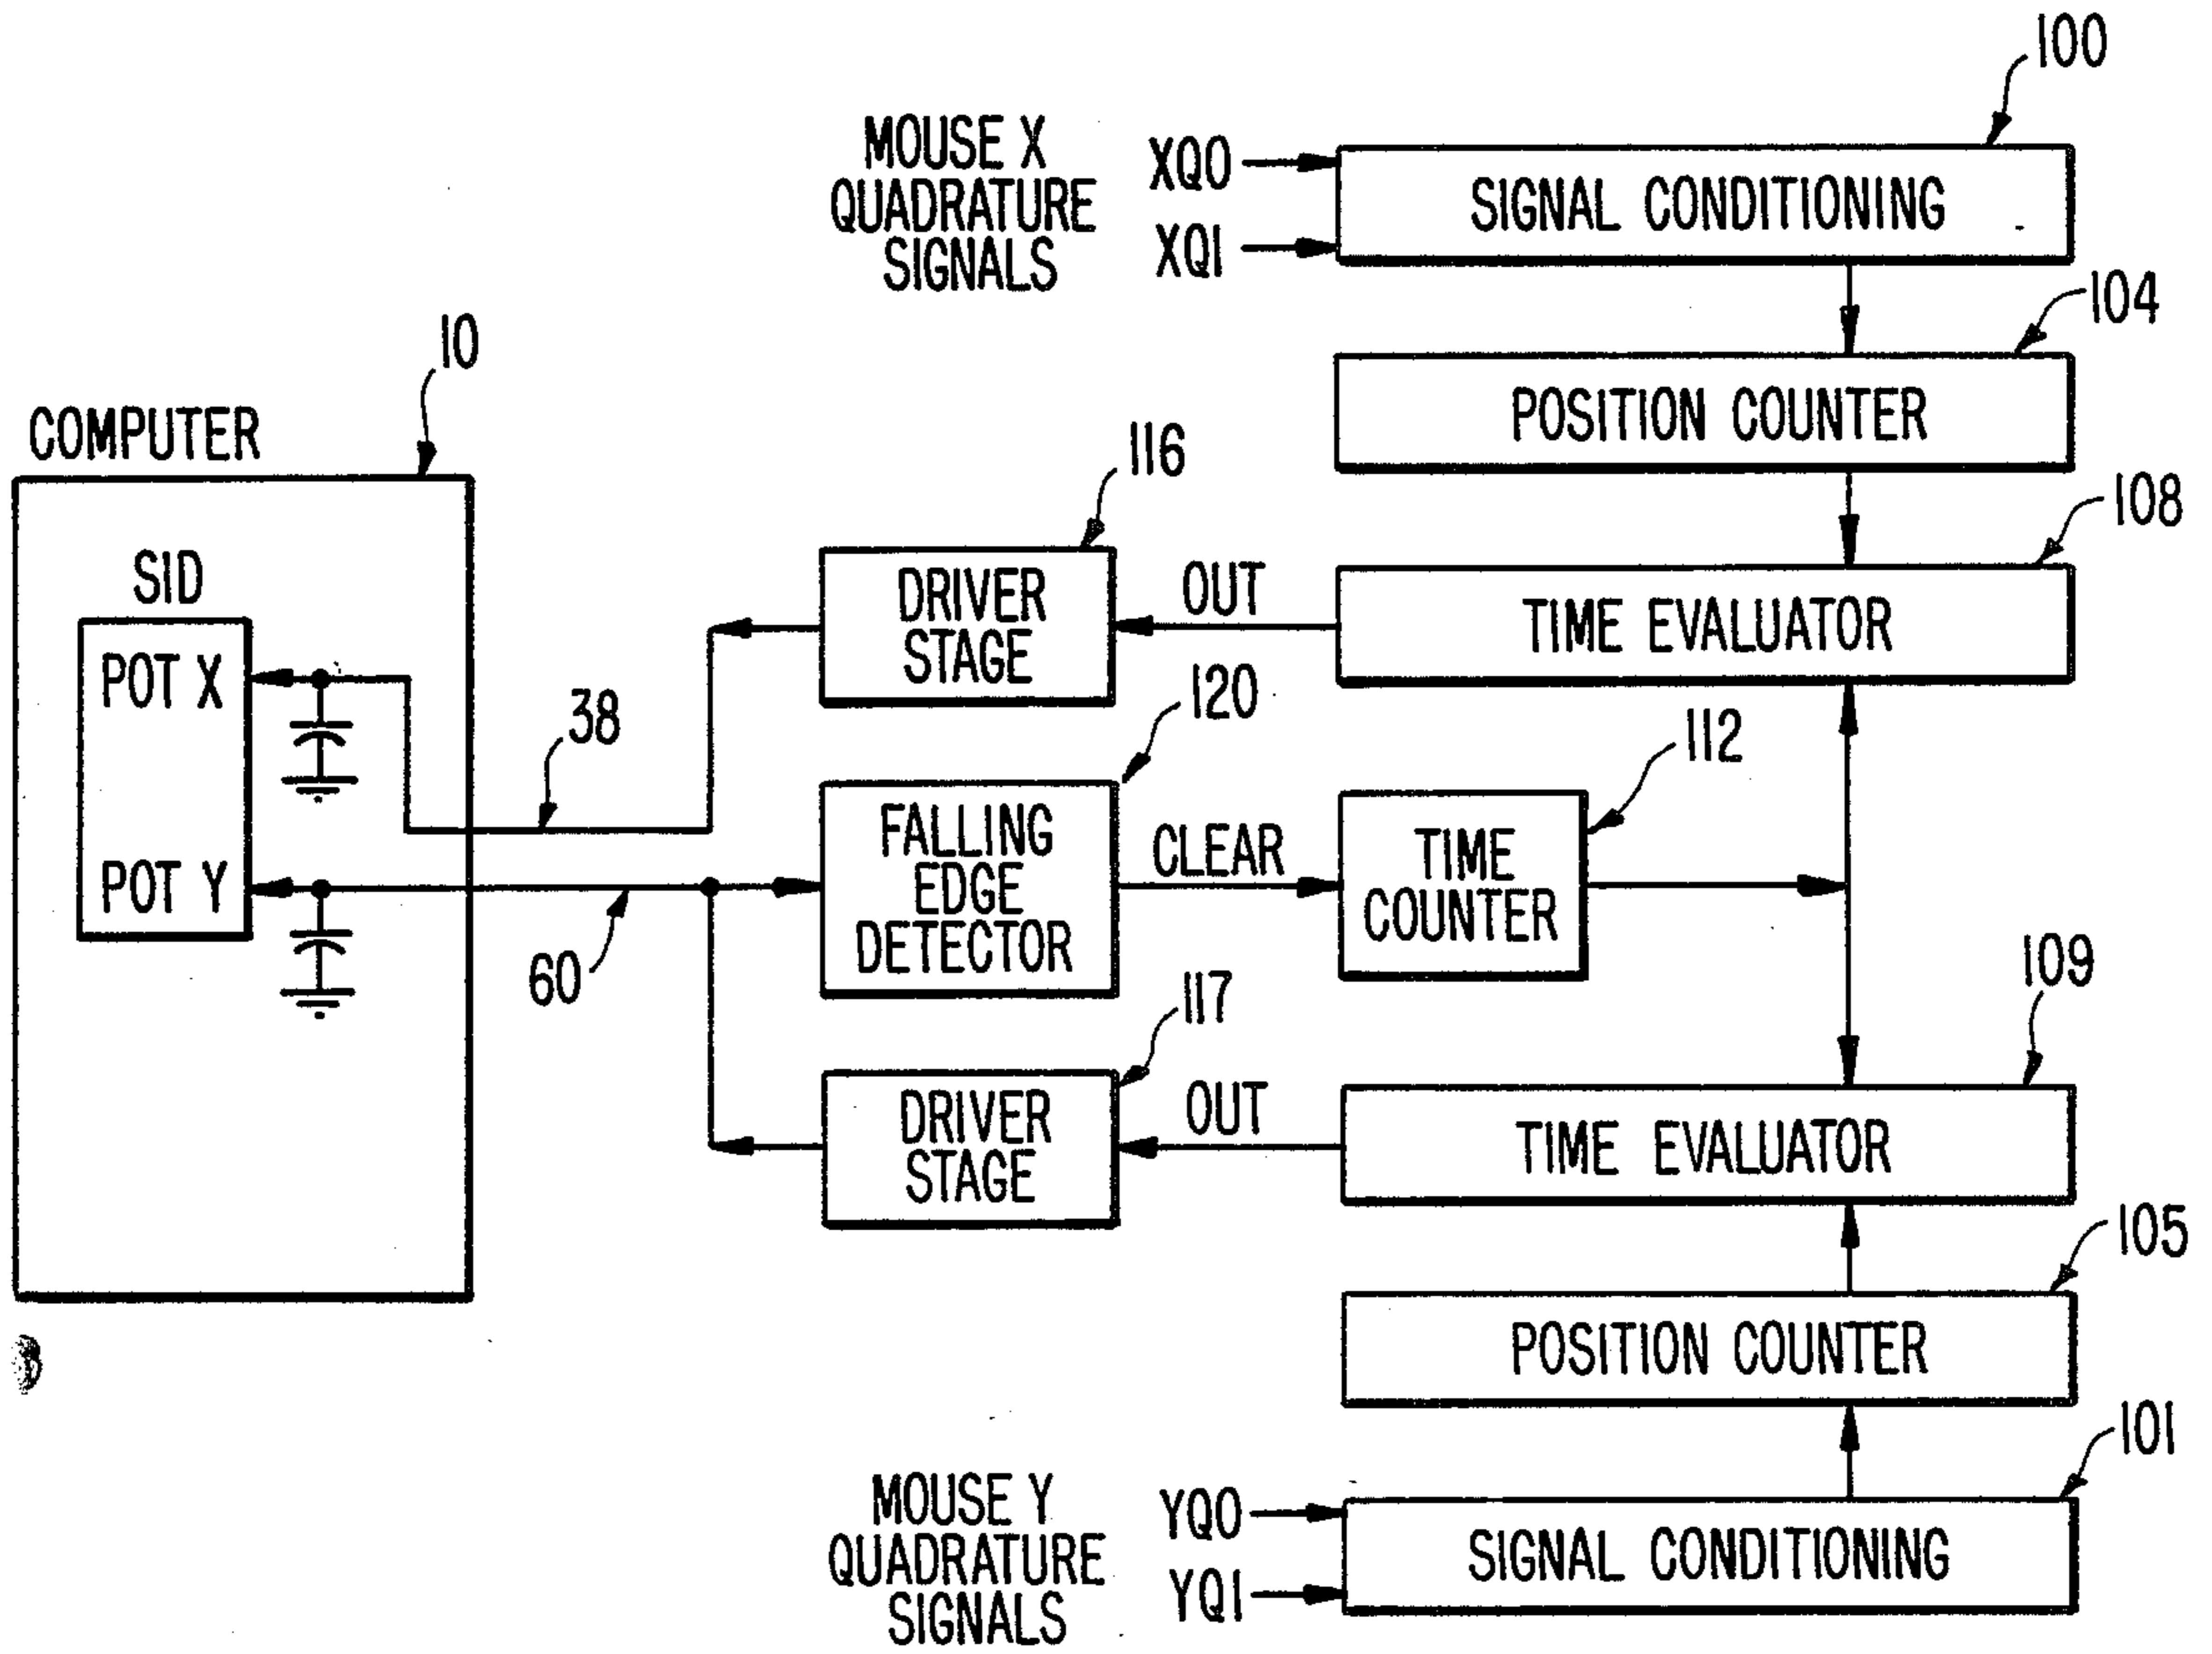 100
MOUSE X
QUADRATURE
SIGNALS
XQ0
XQ1
SIGNAL CONDITIONING
104
POSITION COUNTER
10
COMPUTER
116
108
SID
DRIVER
STAGE
OUT
TIME EVALUATOR
POT X
38
120
112
POT Y
FALLING
EDGE
DETECTOR
CLEAR
TIME
COUNTER
60
117
109
DRIVER
STAGE
OUT
TIME EVALUATOR
105
POSITION COUNTER
101
MOUSE Y
QUADRATURE
SIGNALS
YQ0
YQ1
SIGNAL CONDITIONING